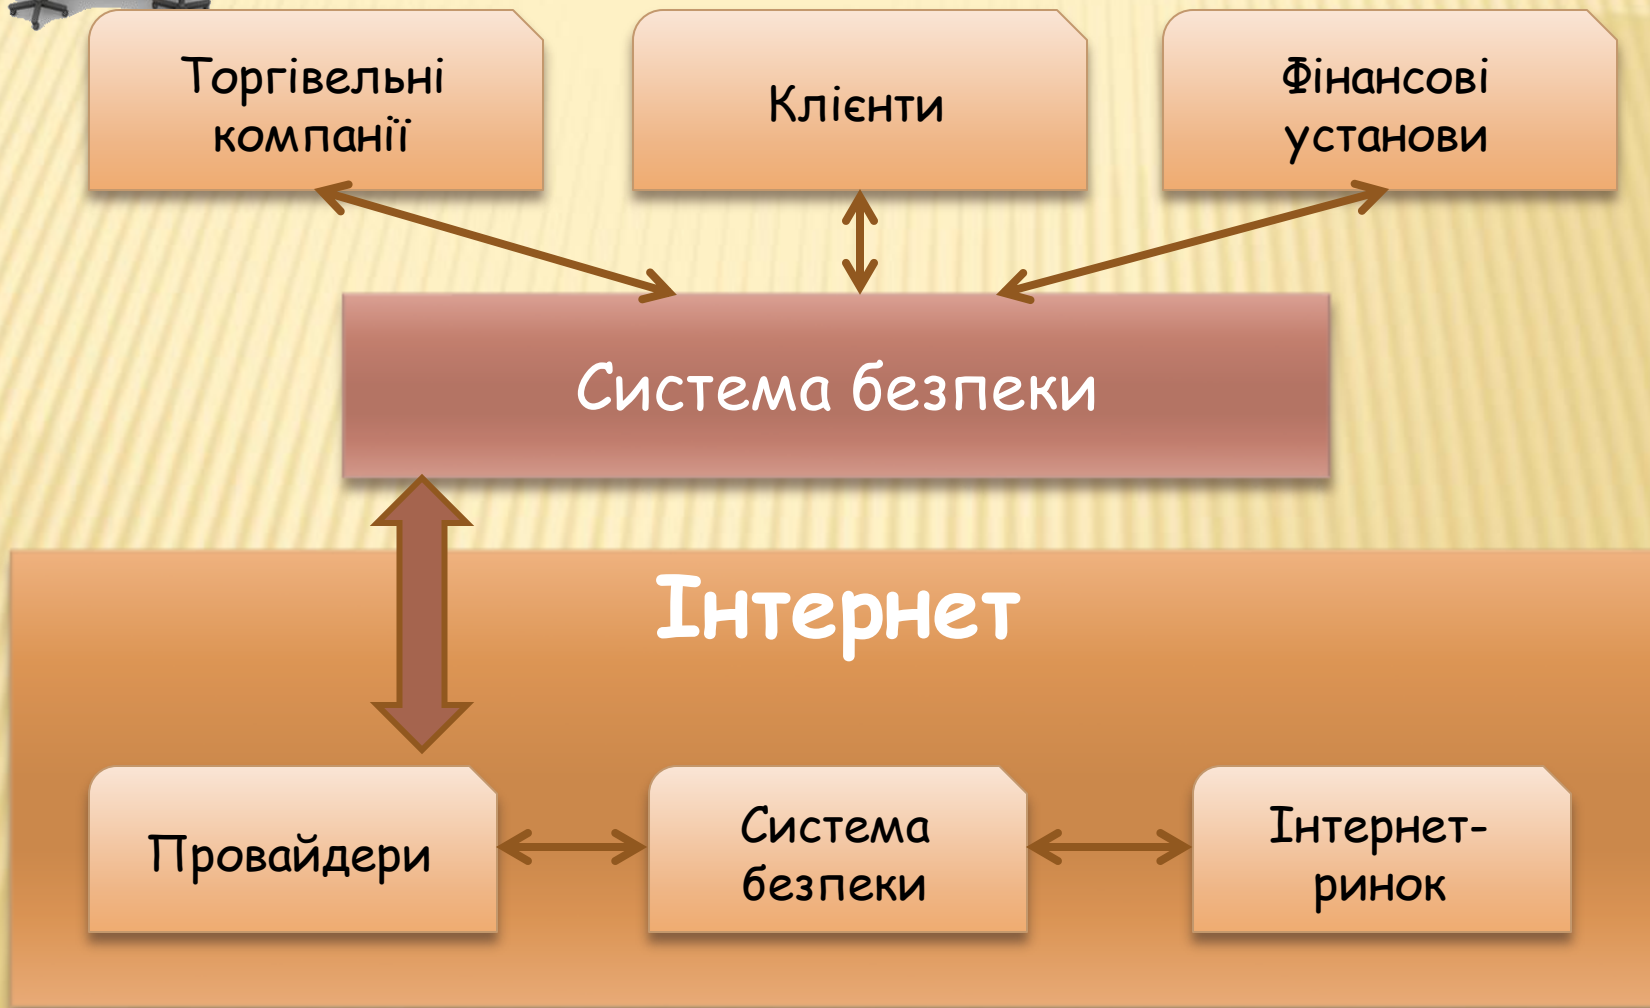 Торгівельні
компанії
Клієнти
Фінансові
установи
Система безпеки
Інтернет
Провайдери
Система
безпеки
Інтернет-
ринок